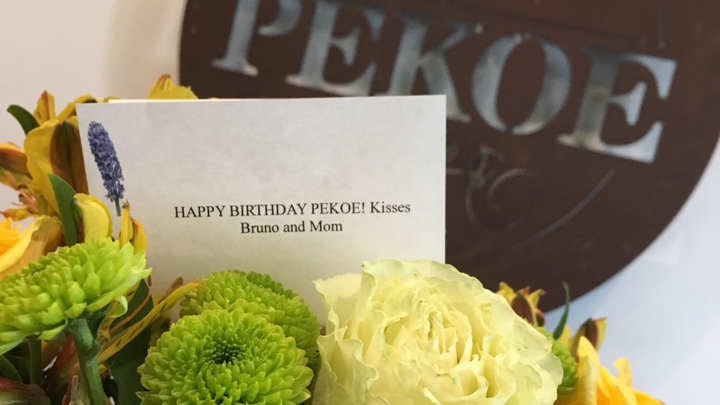 PEKOE
HAPPY BIRTHDAY PEKOE! Kisses
Bruno and Mom